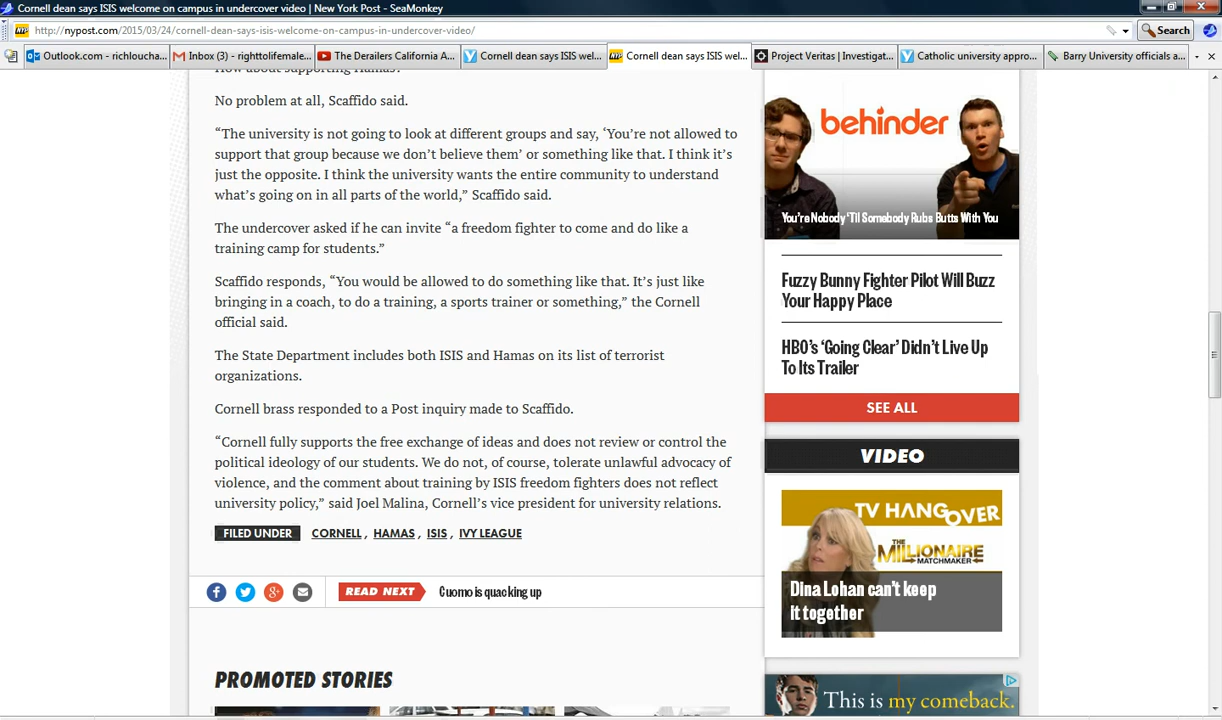 Cornell dean says ISIS welcome on campus in undercover video | New York Post - SeaMonkey
http://nypost.com/2015/03/24/cornell-dean-says-isis-welcome-on-campus-in-undercover-video/
Search
Outlook.com - richloucha...
Inbox (3) - righttolifemale...
The Derailers California A...
Cornell dean says ISIS wel...
Cornell dean says ISIS wel...
Project Veritas | Investigat...
Catholic university appro...
Barry University officials a...
How about supporting Hamas?
No problem at all, Scaffido said.
“The university is not going to look at different groups and say, ‘You’re not allowed to
support that group because we don’t believe them’ or something like that. I think it’s
just the opposite. I think the university wants the entire community to understand
what’s going on in all parts of the world,” Scaffido said.
The undercover asked if he can invite “a freedom fighter to come and do like a
training camp for students.”
Scaffido responds, “You would be allowed to do something like that. It’s just like
bringing in a coach, to do a training, a sports trainer or something,” the Cornell
official said.
The State Department includes both ISIS and Hamas on its list of terrorist
organizations.
Cornell brass responded to a Post inquiry made to Scaffido.
“Cornell fully supports the free exchange of ideas and does not review or control the
political ideology of our students. We do not, of course, tolerate unlawful advocacy of
violence, and the comment about training by ISIS freedom fighters does not reflect
university policy,” said Joel Malina, Cornell’s vice president for university relations.
FILED UNDER CORNELL , HAMAS , ISIS , IVY LEAGUE
READ NEXT Cuomo is quacking up
PROMOTED STORIES
behinder
You’re Nobody ‘Til Somebody Rubs Butts With You
Fuzzy Bunny Fighter Pilot Will Buzz
Your Happy Place
HBO’s ‘Going Clear’ Didn’t Live Up
To Its Trailer
SEE ALL
VIDEO
TV HANGOVER
THE MILLIONAIRE
MATCHMAKER
Dina Lohan can’t keep
it together
This is my comeback.